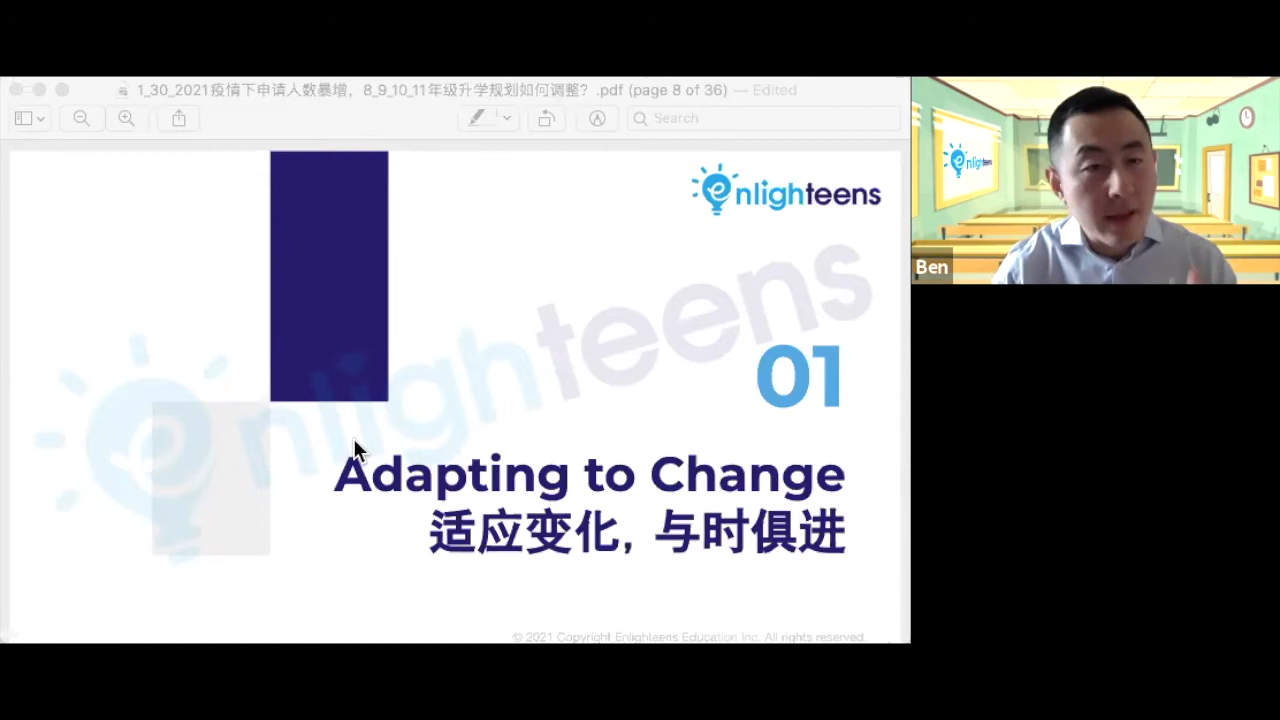 1_30_2021疫情下申请人数暴增，8_9_10_11年级升学规划如何调整？.pdf (page 8 of 36) — Edited
Search
enlighteens
enlighteens
enlighteens
Ben
01
Adapting to Change
适应变化，与时俱进
© 2021 Copyright Enlighteens Education Inc. All rights reserved.